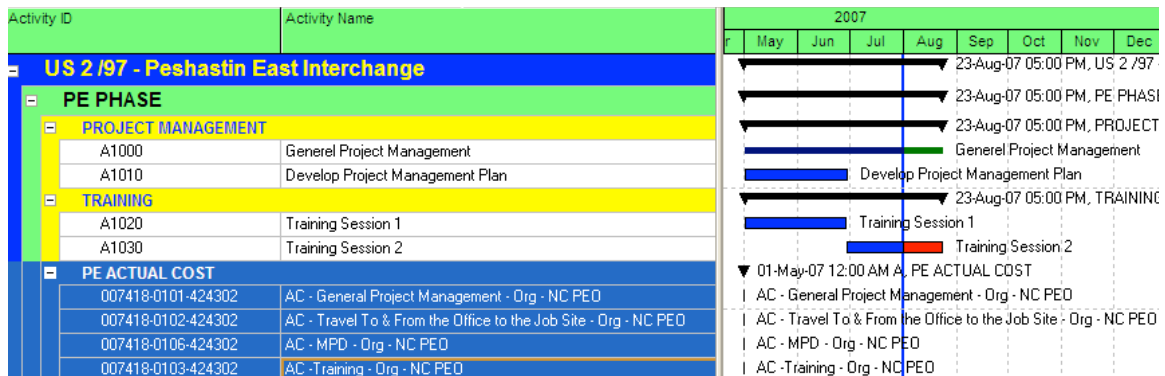 Activity ID Activity Name 2007
r May Jun Jul Aug Sep Oct Nov Dec
US 2 /97 - Peshastin East Interchange 23-Aug-07 05:00 PM, US 2 /97 -
PE PHASE 23-Aug-07 05:00 PM, PE PHASE
PROJECT MANAGEMENT 23-Aug-07 05:00 PM, PROJECT
A1000 Generel Project Management Generel Project Management
A1010 Develop Project Management Plan Develop Project Management Plan
TRAINING 23-Aug-07 05:00 PM, TRAINING
A1020 Training Session 1 Training Session 1
A1030 Training Session 2 Training Session 2
PE ACTUAL COST 01-May-07 12:00 AM A, PE ACTUAL COST
007418-0101-424302 AC - General Project Management - Org - NC PEO AC - General Project Management - Org - NC PEO
007418-0102-424302 AC - Travel To & From the Office to the Job Site - Org - NC PEO AC - Travel To & From the Office to the Job Site - Org - NC PEO
007418-0106-424302 AC - MPD - Org - NC PEO AC - MPD - Org - NC PEO
007418-0103-424302 AC -Training - Org - NC PEO AC -Training - Org - NC PEO